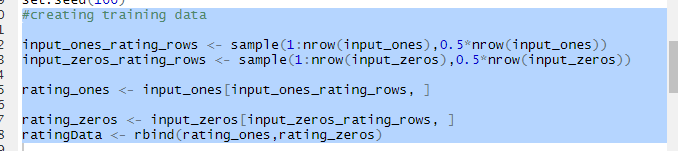 set.seed(100)
#creating training data
input_ones_rating_rows <- sample(1:nrow(input_ones),0.5*nrow(input_ones))
input_zeros_rating_rows <- sample(1:nrow(input_zeros),0.5*nrow(input_zeros))
rating_ones <- input_ones[input_ones_rating_rows, ]
rating_zeros <- input_zeros[input_zeros_rating_rows, ]
ratingData <- rbind(rating_ones,rating_zeros)